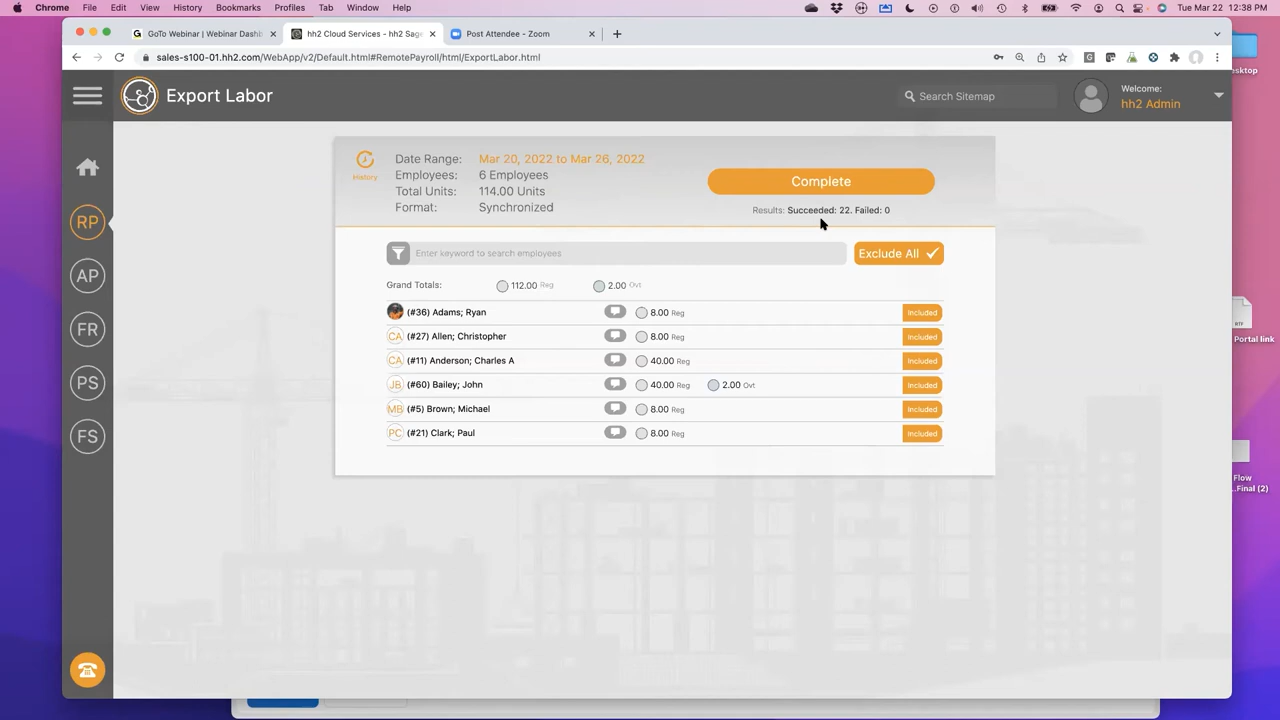 Chrome File Edit View History Bookmarks Profiles Tab Window Help Tue Mar 22 12:38 PM
GoTo Webinar | Webinar Dashb hh2 Cloud Services - hh2 Sage Post Attendee - Zoom
sales-s100-01.hh2.com/WebApp/v2/Default.html#RemotePayroll/html/ExportLabor.html
esktop
Export Labor
Search Sitemap
Welcome:
hh2 Admin
History
Date Range: Mar 20, 2022 to Mar 26, 2022
Employees: 6 Employees
Total Units: 114.00 Units
Format: Synchronized
Complete
Results: Succeeded: 22. Failed: 0
Enter keyword to search employees
Exclude All
Grand Totals: 112.00 Reg 2.00 Ovt
(#36) Adams; Ryan 8.00 Reg Included
CA (#27) Allen; Christopher 8.00 Reg Included
CA (#11) Anderson; Charles A 40.00 Reg Included
JB (#60) Bailey; John 40.00 Reg 2.00 Ovt Included
MB (#5) Brown; Michael 8.00 Reg Included
PC (#21) Clark; Paul 8.00 Reg Included
RP
AP
FR
PS
FS
RTF
Portal link
Flow
...Final (2)